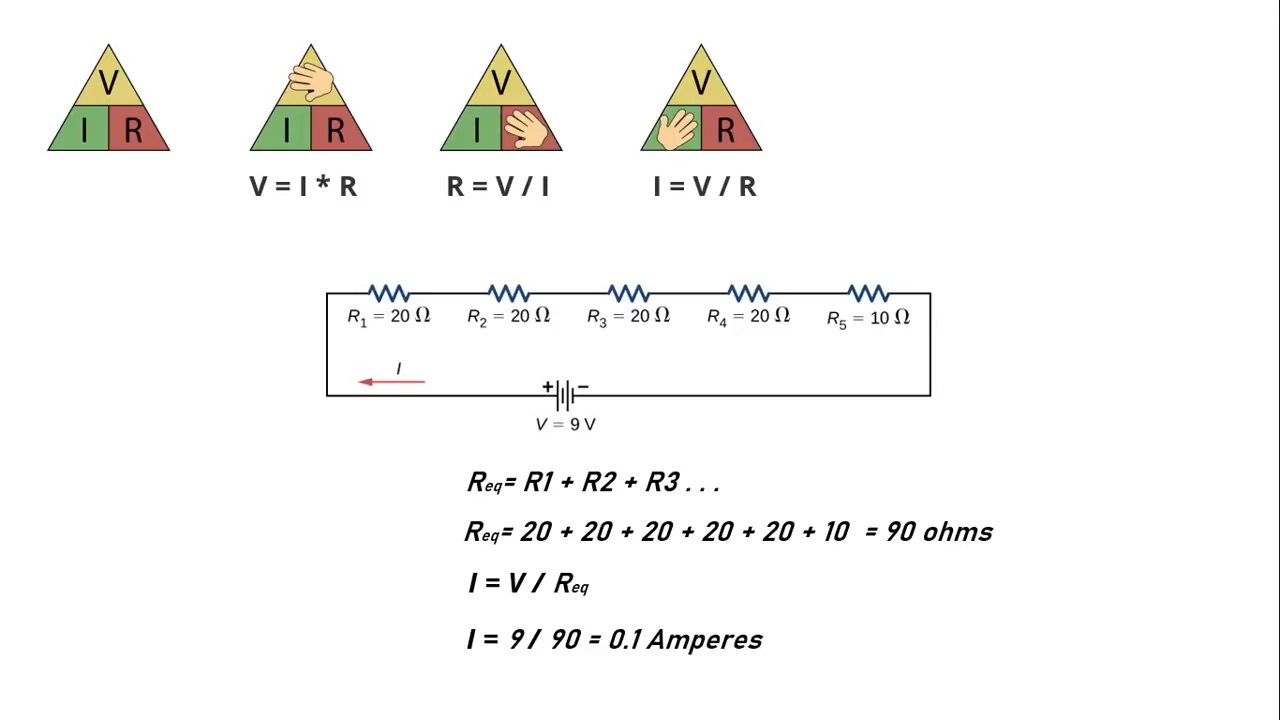 V V V
I R I R I R
V = I * R R = V / I I = V / R
R1 = 20 Ω R2 = 20 Ω R3 = 20 Ω R4 = 20 Ω R5 = 10 Ω
I
+ −
V = 9 V
Req= R1 + R2 + R3 . . .
Req= 20 + 20 + 20 + 20 + 20 + 10 = 90 ohms
I = V / Req
I = 9/ 90 = 0.1 Amperes